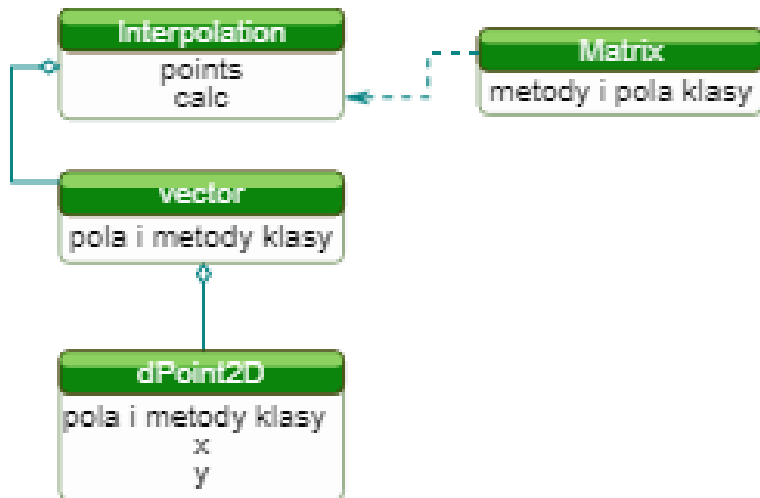 Interpolation
points
calc
Matrix
metody i pola klasy
vector
pola i metody klasy
dPoint2D
pola i metody klasy
x
y